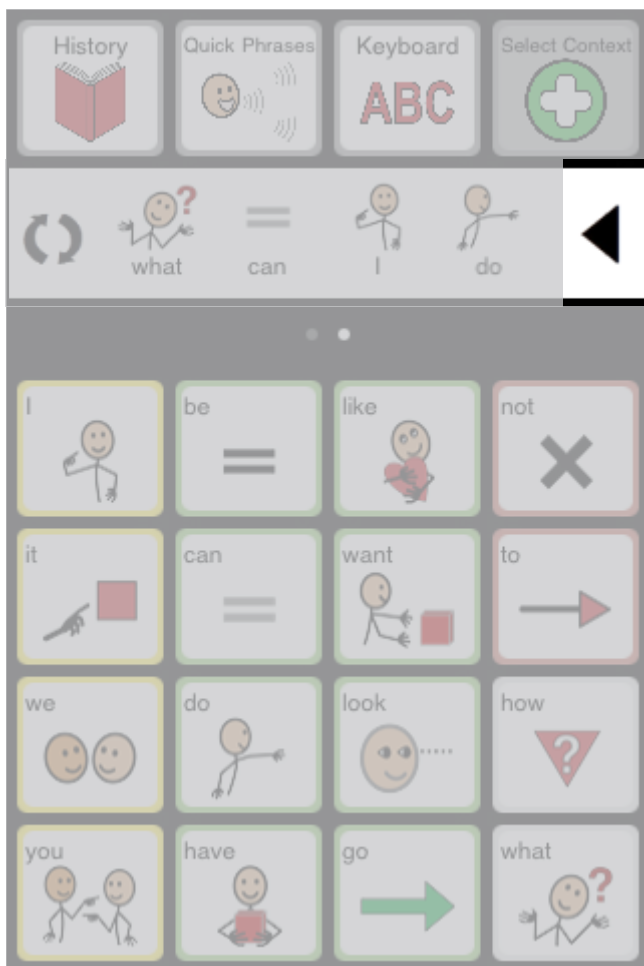 History Quick Phrases Keyboard Select Context
ABC
?
what can I do
I be like not
it can want to
we do look how
?
you have go what
?